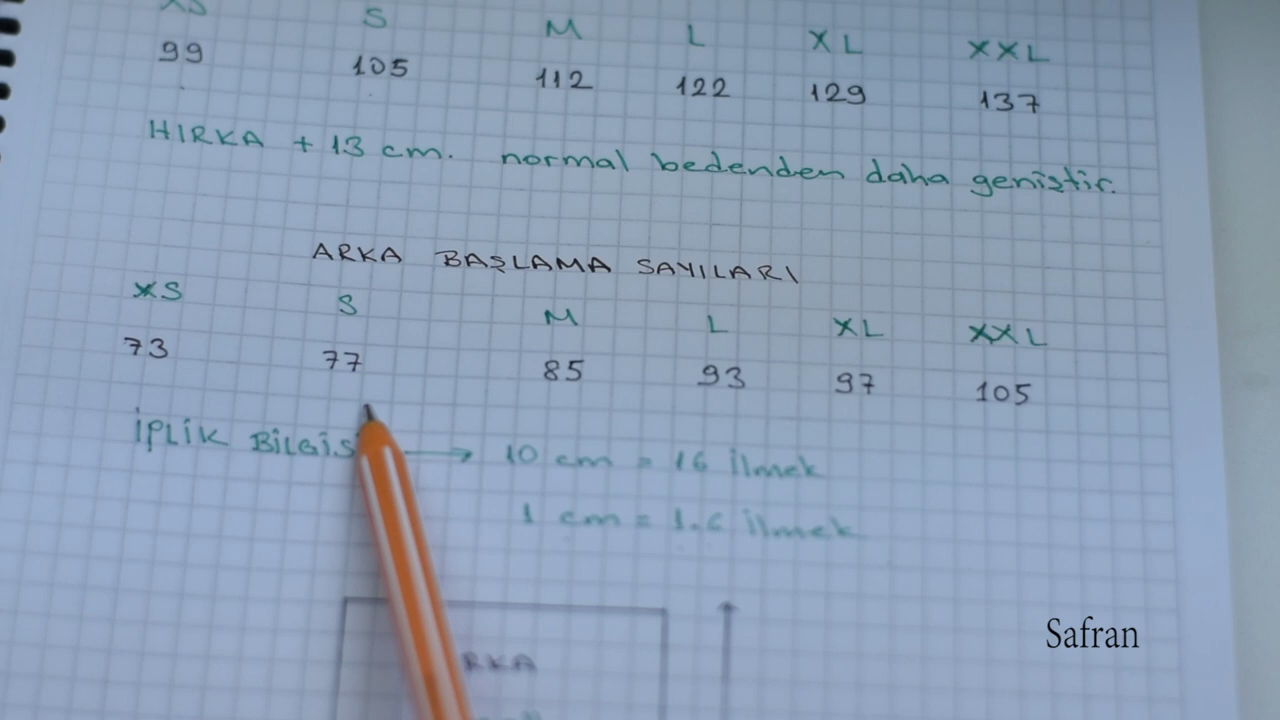 XS S M L XL XXL
99 105 112 122 129 137
HIRKA + 13 cm. normal bedenden daha geniştir.
ARKA BAŞLAMA SAYILARI
XS S M L XL XXL
73 77 85 93 97 105
İPLİK BİLGİSİ → 10 cm = 16 ilmek
1 cm = 1.6 ilmek
RKA
Safran